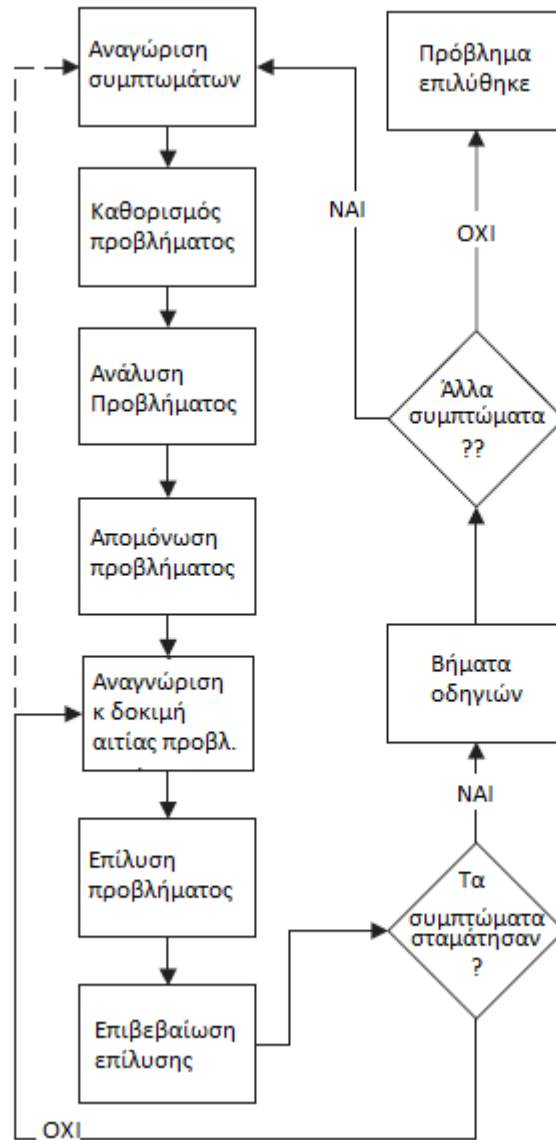 Αναγώριση
συμπτωμάτων
Καθορισμός
προβλήματος
Ανάλυση
Προβλήματος
Απομόνωση
προβλήματος
Αναγνώριση
κ δοκιμή
αιτίας προβλ.
Επίλυση
προβλήματος
Επιβεβαίωση
επίλυσης
ΟΧΙ
Τα
συμπτώματα
σταμάτησαν
?
ΝΑΙ
Βήματα
οδηγιών
Άλλα
συμπτώματα
??
ΝΑΙ
ΟΧΙ
Πρόβλημα
επιλύθηκε